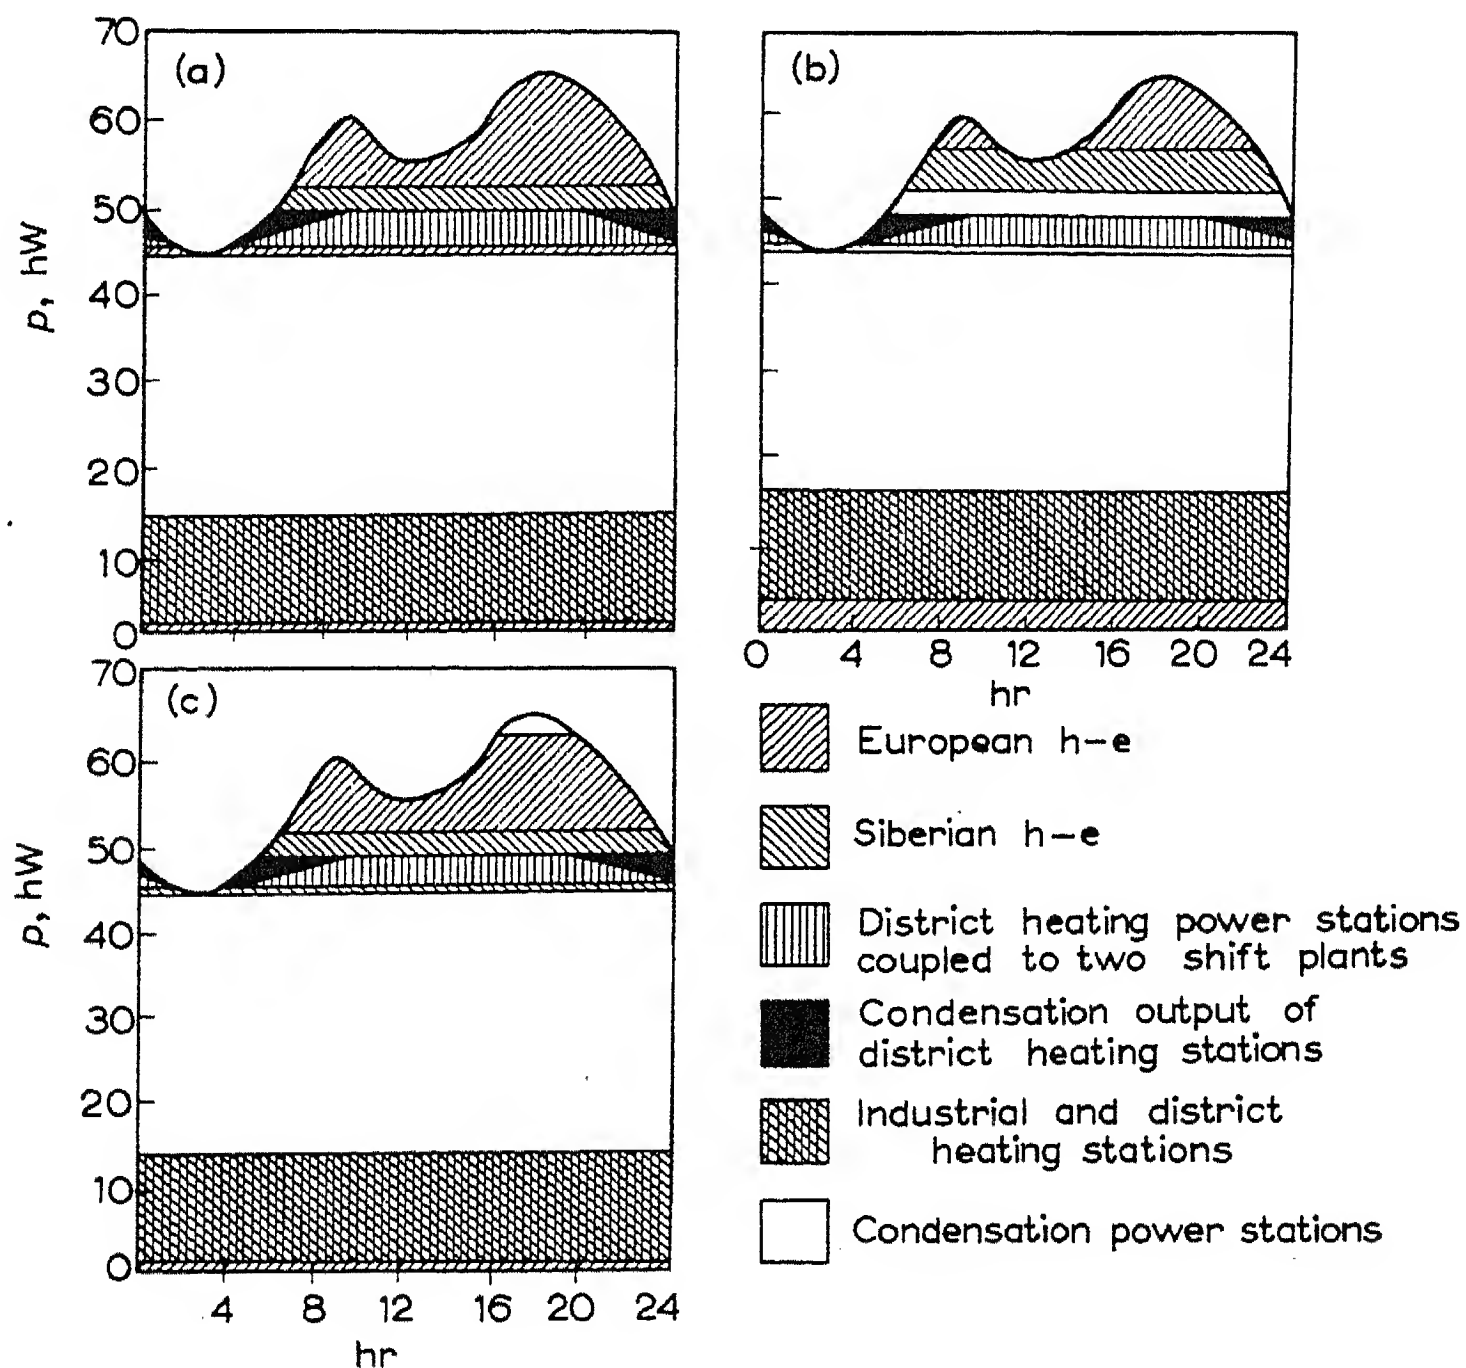 70
(a)
60
50
40
30
20
10
0
p, hW
(b)
0 4 8 12 16 20 24
hr
70
(c)
60
50
40
30
20
10
0
p, hW
4 8 12 16 20 24
hr
European h-e
Siberian h-e
District heating power stations
coupled to two shift plants
Condensation output of
district heating stations
Industrial and district
heating stations
Condensation power stations